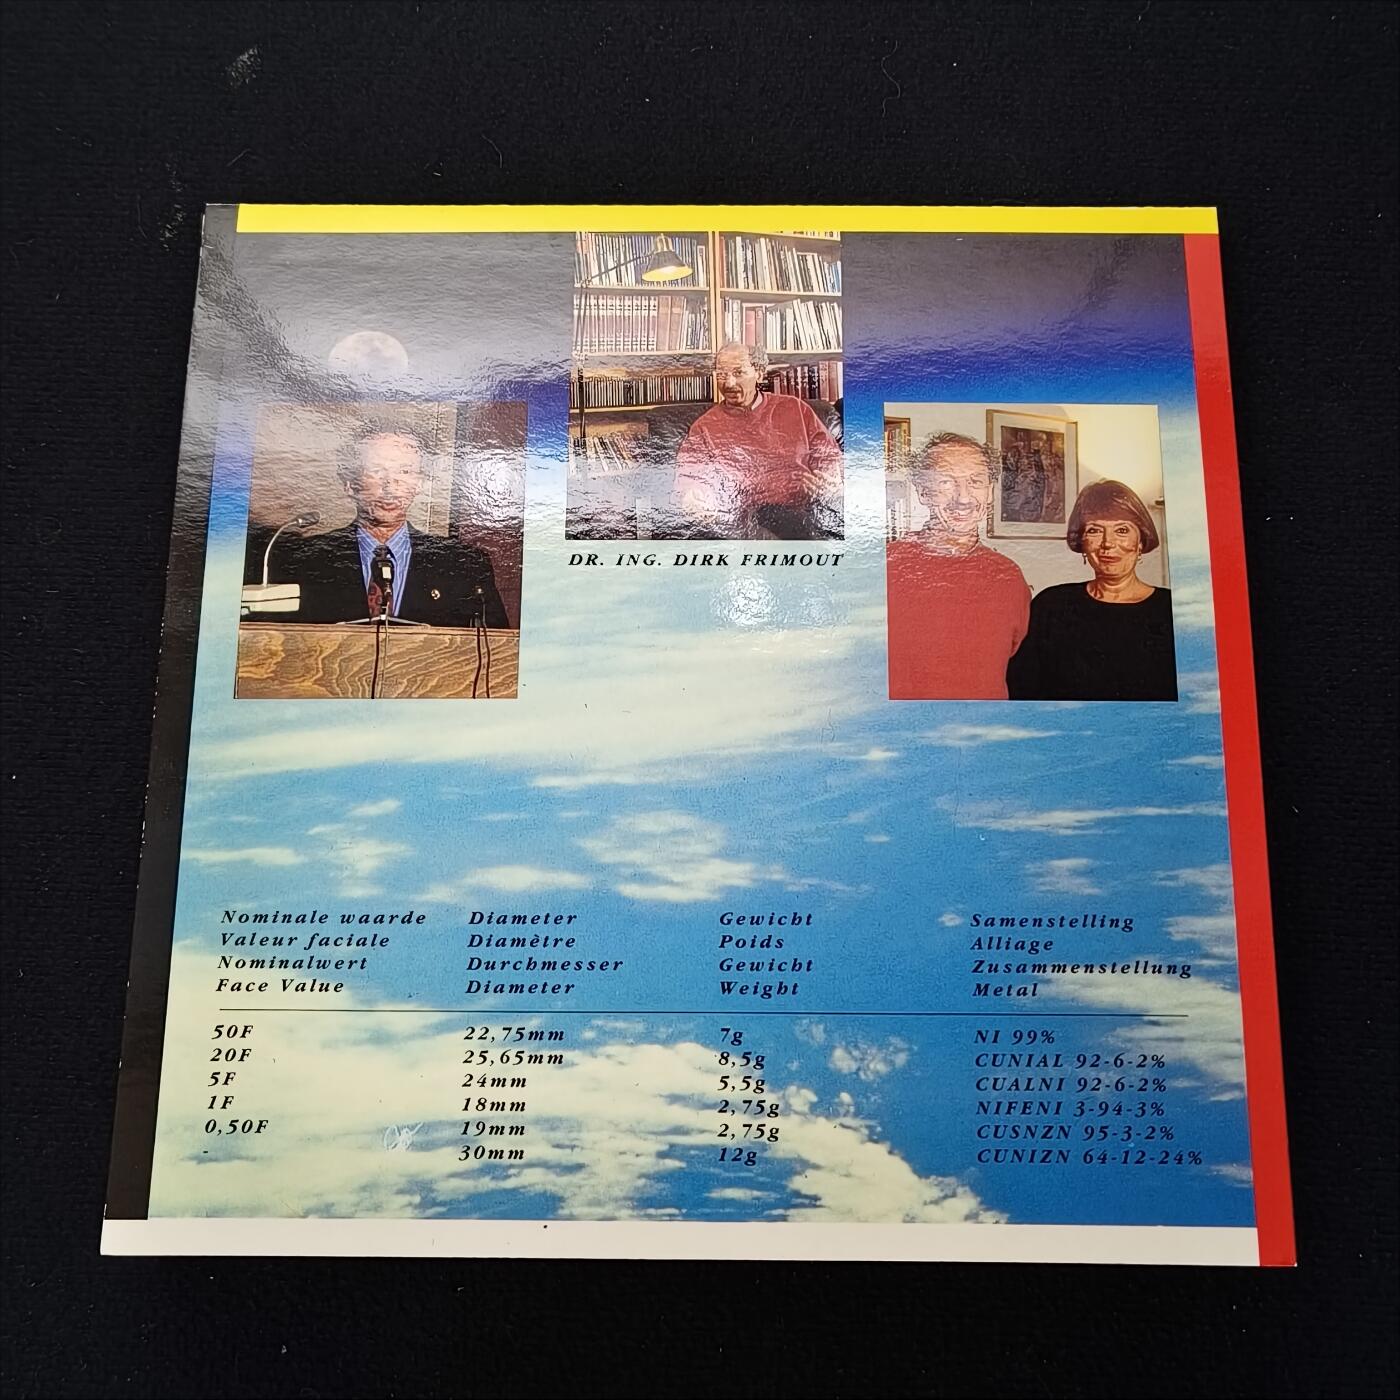 DR. ING. DIRK FRIMOUT
Nominale waarde Diameter Gewicht Samenstelling
Valeur faciale Diamètre Poids Alliage
Nominalwert Durchmesser Gewicht Zusammenstellung
Face Value Diameter Weight Metal
50F 22,75mm 7g NI 99%
20F 25,65mm 8,5g CUNIAL 92-6-2%
5F 24mm 5,5g CUALNI 92-6-2%
1F 18mm 2,75g NIFENI 3-94-3%
0,50F 19mm 2,75g CUSNZN 95-3-2%
- 30mm 12g CUNIZN 64-12-24%